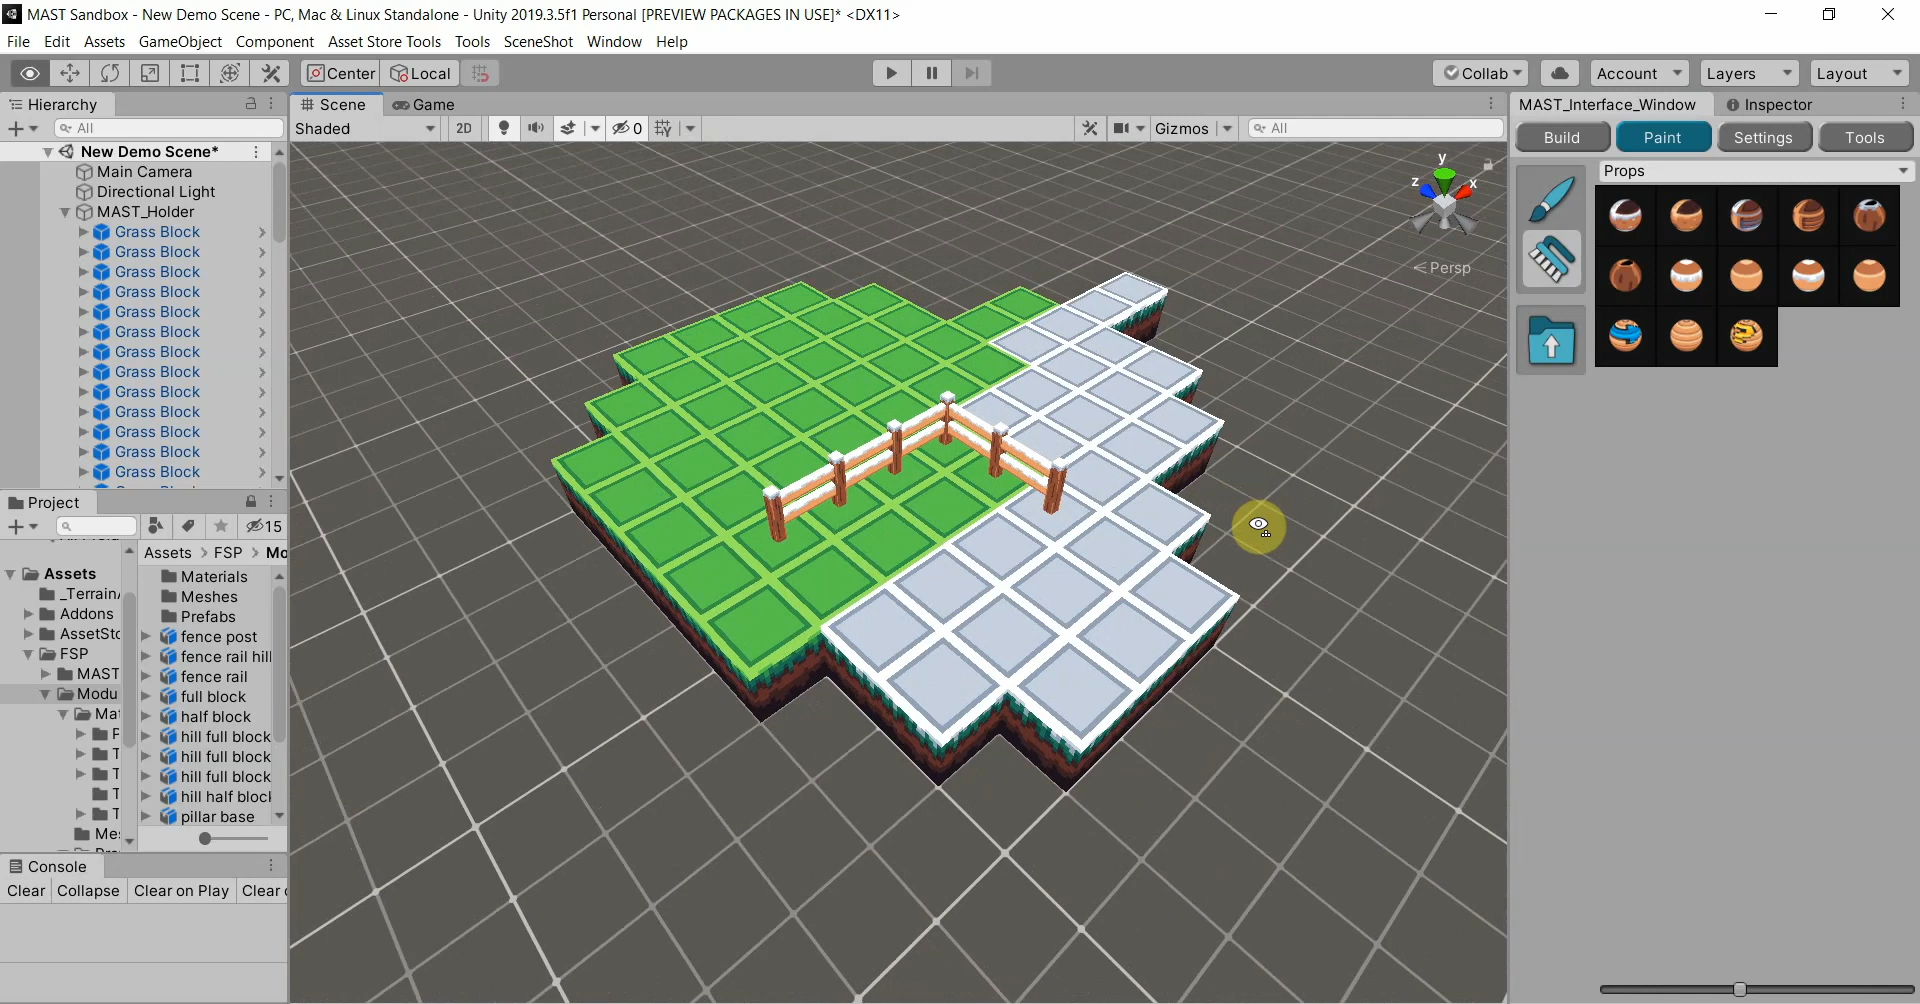 MAST Sandbox - New Demo Scene - PC, Mac & Linux Standalone - Unity 2019.3.5f1 Personal [PREVIEW PACKAGES IN USE]* <DX11>
File Edit Assets GameObject Component Asset Store Tools Tools SceneShot Window Help
Center Local Collab Account Layers Layout
Hierarchy Scene Game MAST_Interface_Window Inspector
All Shaded 2D 0 Gizmos All
Build Paint Settings Tools
Props
New Demo Scene*
Main Camera
Directional Light
MAST_Holder
Grass Block
Grass Block
Grass Block
Grass Block
Grass Block
Grass Block
Grass Block
Grass Block
Grass Block
Grass Block
Grass Block
Grass Block
Grass Block
y
z x
Persp
Project
15
Assets > FSP > Mo
Assets
_Terrain
Addons
AssetSto
FSP
MAST
Modu
Mat
F
T
T
T
T
Me
Materials
Meshes
Prefabs
fence post
fence rail hill
fence rail
full block
half block
hill full block
hill full block
hill full block
hill half block
pillar base
Console
Clear Collapse Clear on Play Clear